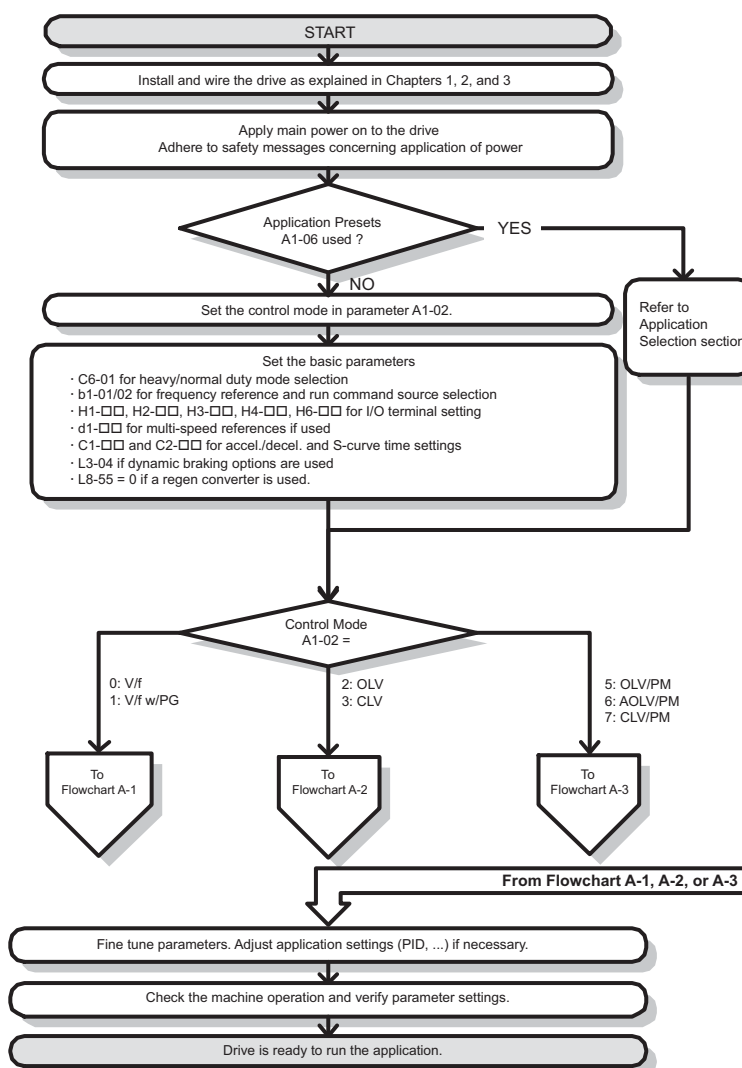 START
Install and wire the drive as explained in Chapters 1, 2, and 3
Apply main power on to the drive
Adhere to safety messages concerning application of power
Application Presets
A1-06 used ?
YES
NO
Set the control mode in parameter A1-02.
Refer to
Application
Selection section
Set the basic parameters
· C6-01 for heavy/normal duty mode selection
· b1-01/02 for frequency reference and run command source selection
· H1-□□, H2-□□, H3-□□, H4-□□, H6-□□ for I/O terminal setting
· d1-□□ for multi-speed references if used
· C1-□□ and C2-□□ for accel./decel. and S-curve time settings
· L3-04 if dynamic braking options are used
· L8-55 = 0 if a regen converter is used.
Control Mode
A1-02 =
0: V/f
1: V/f w/PG
2: OLV
3: CLV
5: OLV/PM
6: AOLV/PM
7: CLV/PM
To
Flowchart A-1
To
Flowchart A-2
To
Flowchart A-3
From Flowchart A-1, A-2, or A-3
Fine tune parameters. Adjust application settings (PID, ...) if necessary.
Check the machine operation and verify parameter settings.
Drive is ready to run the application.